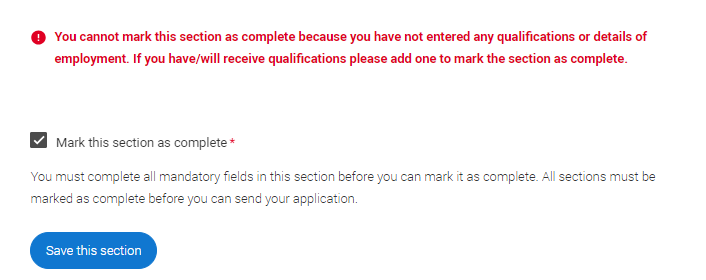 You cannot mark this section as complete because you have not entered any qualifications or details of
employment. If you have/will receive qualifications please add one to mark the section as complete.
Mark this section as complete *
You must complete all mandatory fields in this section before you can mark it as complete. All sections must be
marked as complete before you can send your application.
Save this section